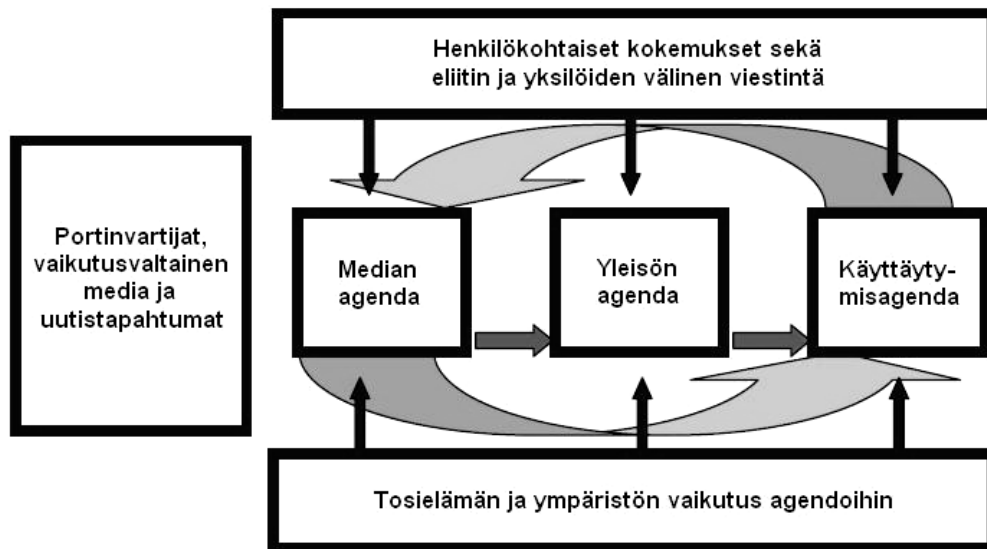 Henkilökohtaiset kokemukset sekä
eliitin ja yksilöiden välinen viestintä
Portinvartijat,
vaikutusvaltainen
media ja
uutistapahtumat
Median
agenda
Yleisön
agenda
Käyttäyty-
misagenda
Tosielämän ja ympäristön vaikutus agendoihin